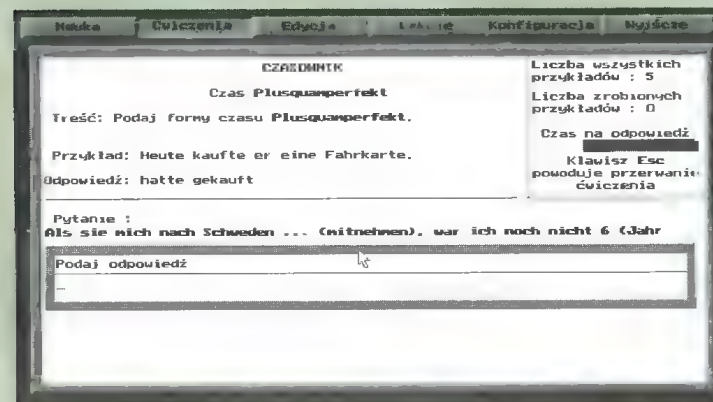 Nauka Ćwiczenia Edycja Konfiguracja Wyjście
CZASOWNIK
Czas Plusquamperfekt
Treść: Podaj formy czasu Plusquamperfekt.
Przykład: Heute kaufte er eine Fahrkarte.
Odpowiedź: hatte gekauft
Liczba wszystkich
przykładów : 5
Liczba zrobionych
przykładów : 0
Czas na odpowiedź
Klawisz Esc
powoduje przerwanie
ćwiczenia
Pytanie :
Als sie mich nach Schweden ... (mitnehmen), war ich noch nicht 6 (Jahr
Podaj odpowiedź